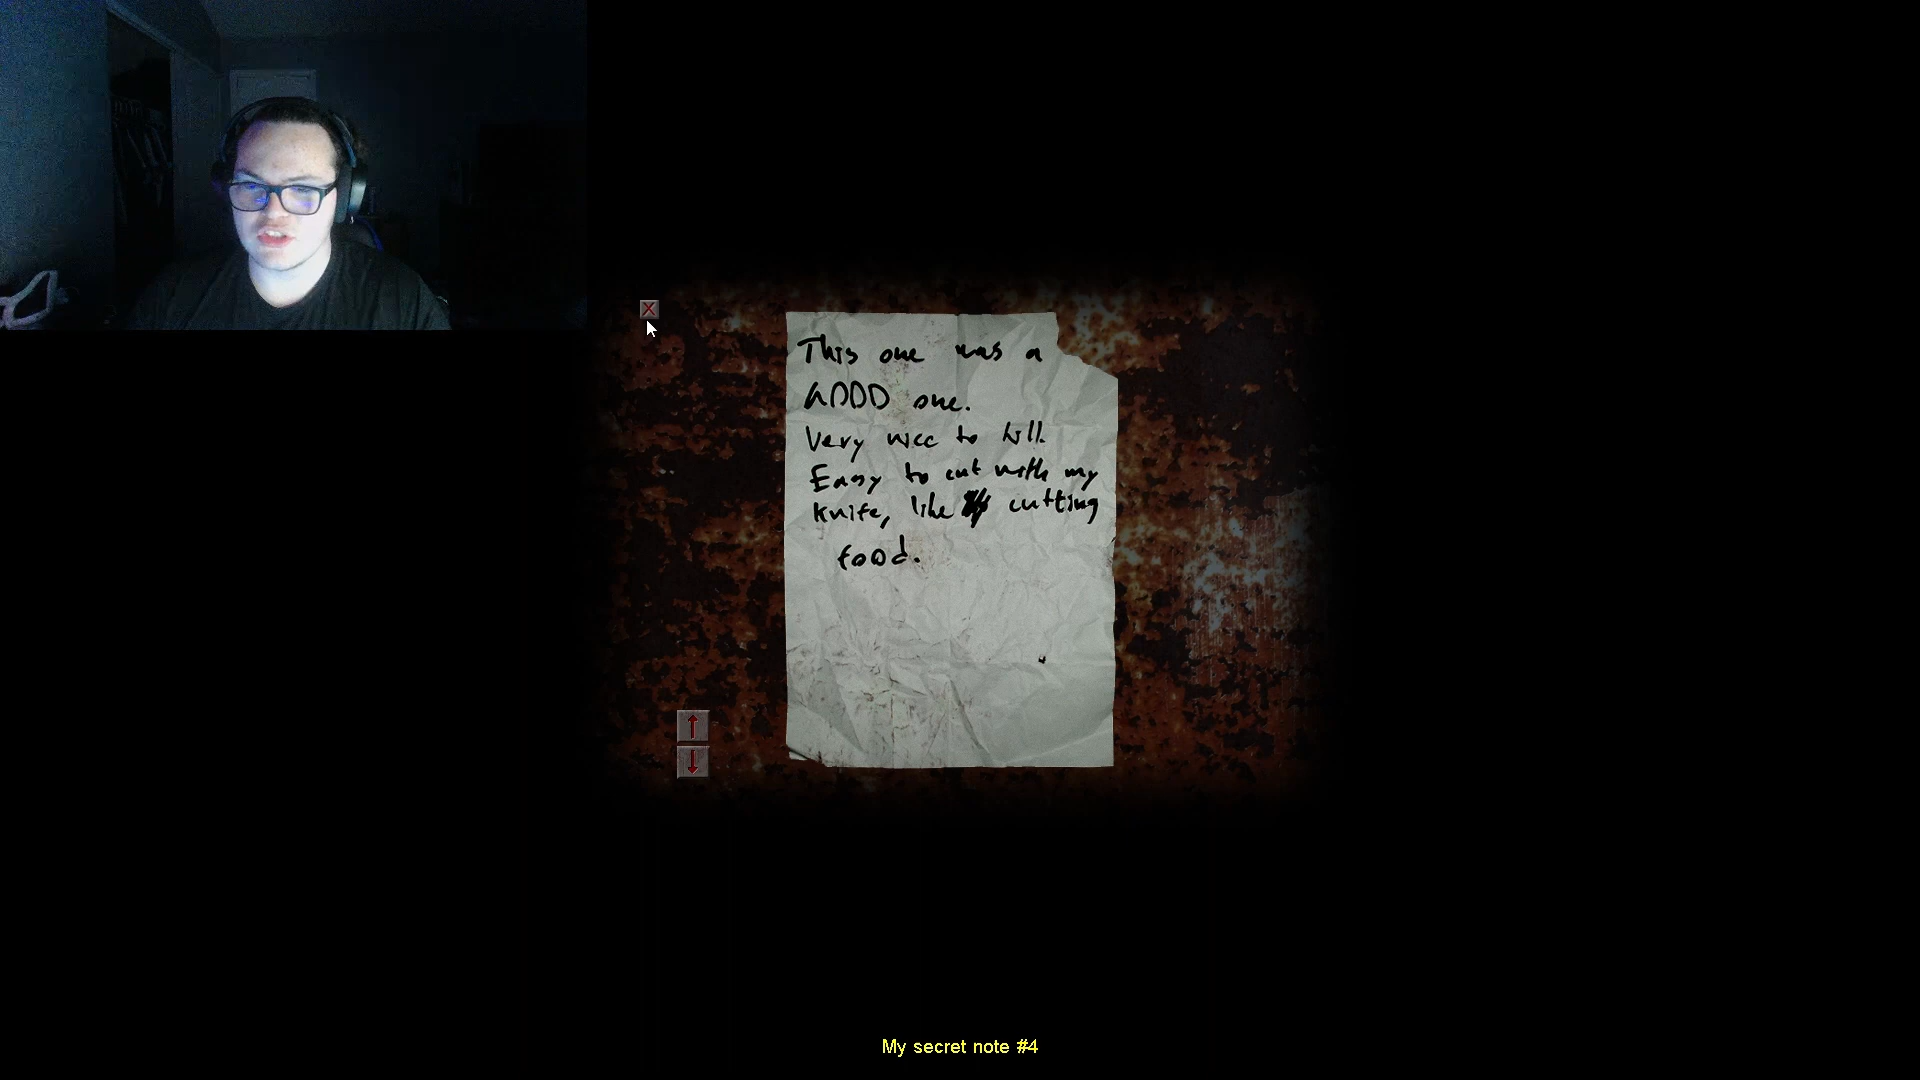 X
This one was a
GOOD one.
Very nice to kill.
Easy to cut with my
knife, like cutting
food.
My secret note #4